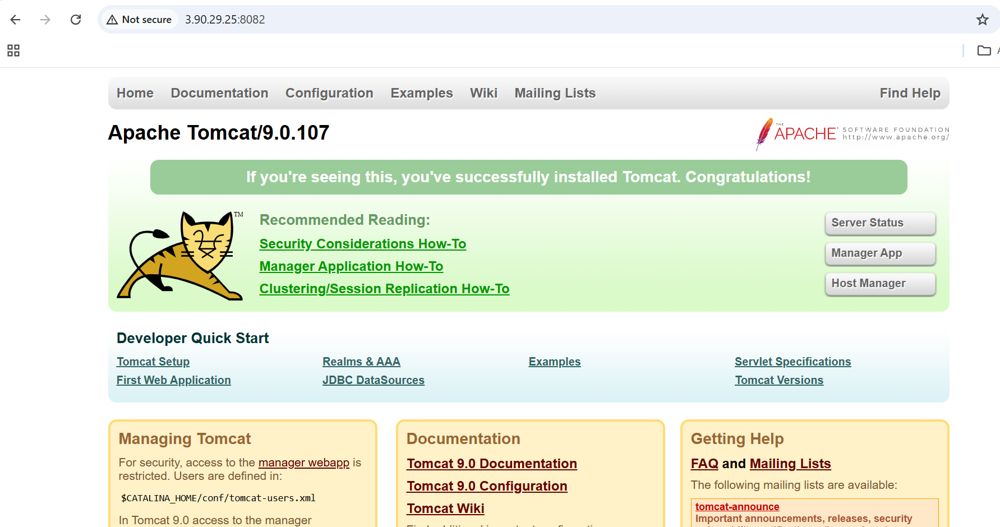 Not secure 3.90.29.25:8082
Home Documentation Configuration Examples Wiki Mailing Lists Find Help
Apache Tomcat/9.0.107
THE APACHE SOFTWARE FOUNDATION
http://www.apache.org/
If you're seeing this, you've successfully installed Tomcat. Congratulations!
TM
Recommended Reading:
Security Considerations How-To
Manager Application How-To
Clustering/Session Replication How-To
Server Status
Manager App
Host Manager
Developer Quick Start
Tomcat Setup
First Web Application
Realms & AAA
JDBC DataSources
Examples
Servlet Specifications
Tomcat Versions
Managing Tomcat
For security, access to the manager webapp is
restricted. Users are defined in:
$CATALINA_HOME/conf/tomcat-users.xml
In Tomcat 9.0 access to the manager
Documentation
Tomcat 9.0 Documentation
Tomcat 9.0 Configuration
Tomcat Wiki
Getting Help
FAQ and Mailing Lists
The following mailing lists are available:
tomcat-announce
Important announcements, releases, security